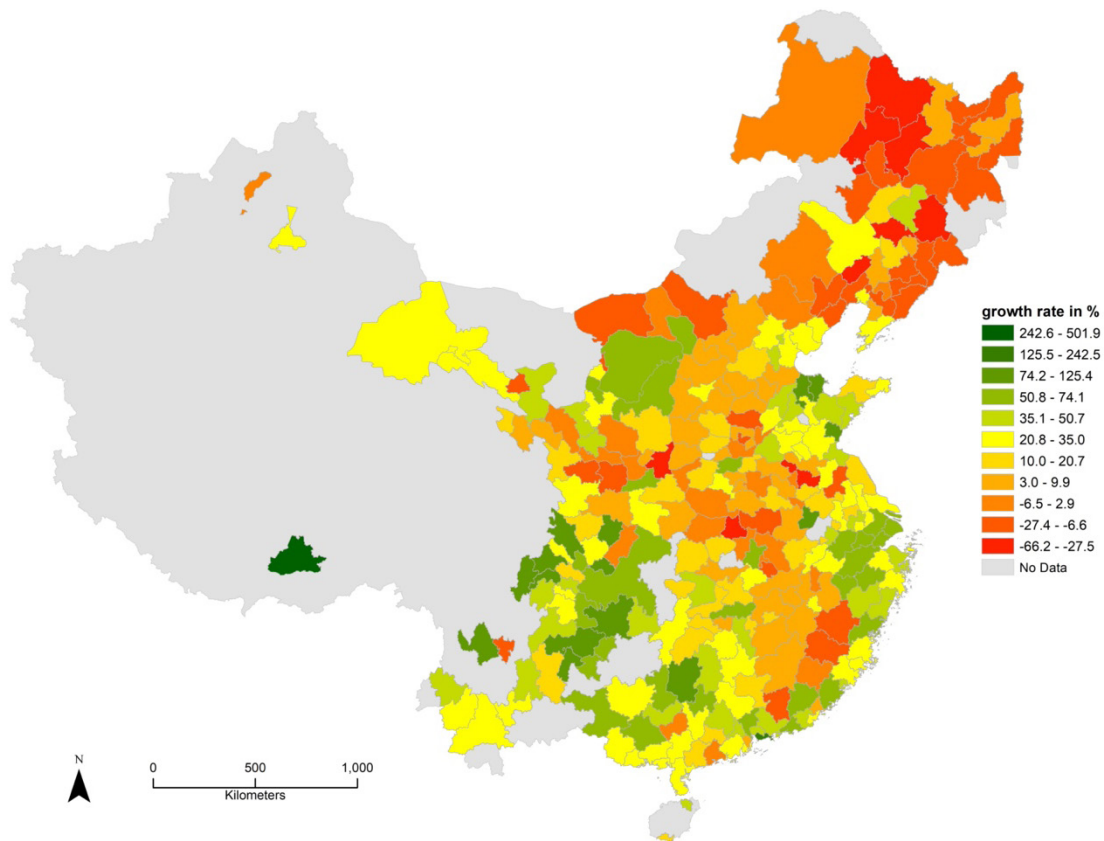 growth rate in %
242.6 - 501.9
125.5 - 242.5
74.2 - 125.4
50.8 - 74.1
35.1 - 50.7
20.8 - 35.0
10.0 - 20.7
3.0 - 9.9
-6.5 - 2.9
-27.4 - -6.6
-66.2 - -27.5
No Data
N
0 500 1,000
Kilometers